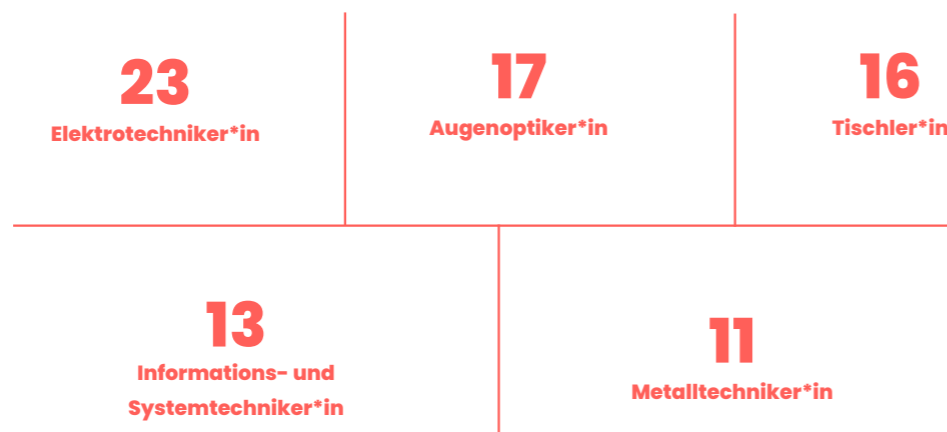 23
Elektrotechniker*in
17
Augenoptiker*in
16
Tischler*in
13
Informations- und
Systemtechniker*in
11
Metalltechniker*in